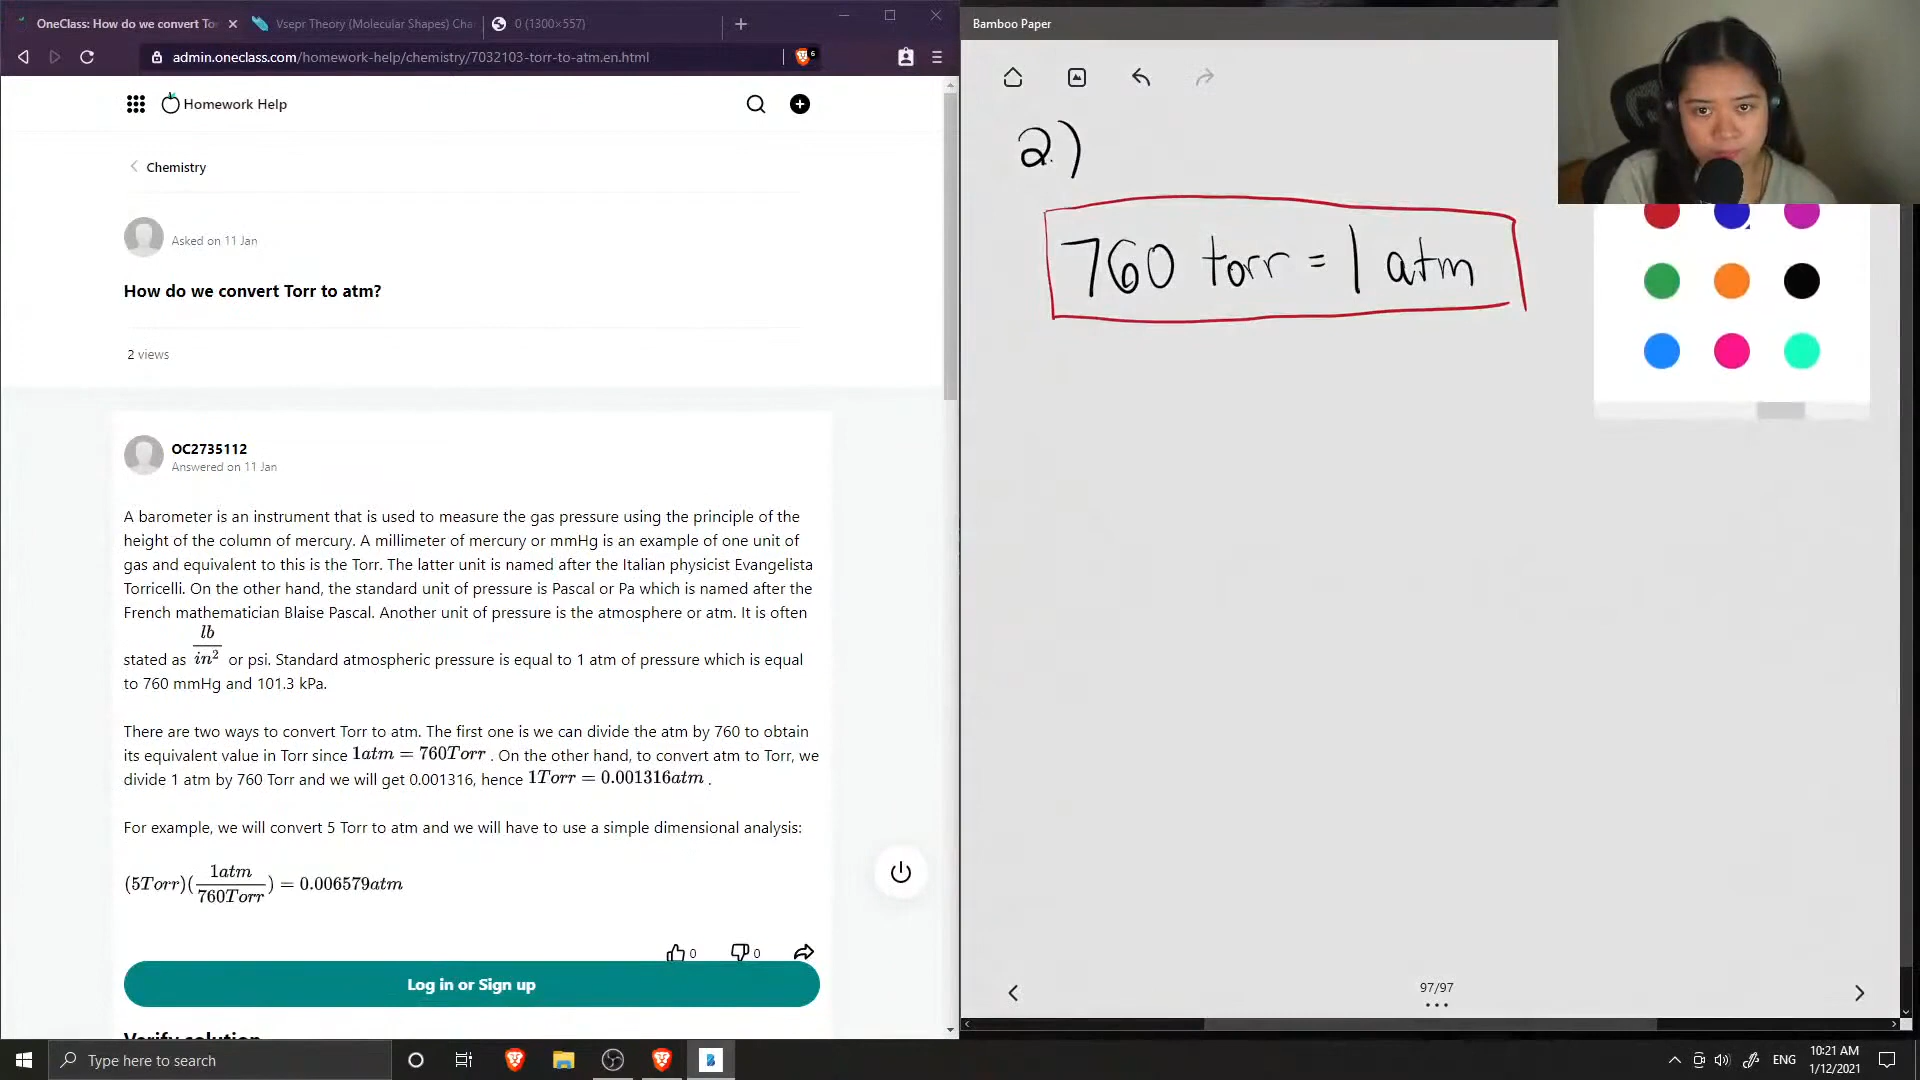 OneClass: How do we convert To
Vsepr Theory (Molecular Shapes) Cha
0 (1300×557)
admin.oneclass.com/homework-help/chemistry/7032103-torr-to-atm.en.html
6
Homework Help
Chemistry
Asked on 11 Jan
How do we convert Torr to atm?
2 views
OC2735112
Answered on 11 Jan
A barometer is an instrument that is used to measure the gas pressure using the principle of the
height of the column of mercury. A millimeter of mercury or mmHg is an example of one unit of
gas and equivalent to this is the Torr. The latter unit is named after the Italian physicist Evangelista
Torricelli. On the other hand, the standard unit of pressure is Pascal or Pa which is named after the
French mathematician Blaise Pascal. Another unit of pressure is the atmosphere or atm. It is often
stated as lb/in² or psi. Standard atmospheric pressure is equal to 1 atm of pressure which is equal
to 760 mmHg and 101.3 kPa.
There are two ways to convert Torr to atm. The first one is we can divide the atm by 760 to obtain
its equivalent value in Torr since 1atm = 760Torr . On the other hand, to convert atm to Torr, we
divide 1 atm by 760 Torr and we will get 0.001316, hence 1Torr = 0.001316atm .
For example, we will convert 5 Torr to atm and we will have to use a simple dimensional analysis:
(5Torr)(1atm/760Torr) = 0.006579atm
0
0
Log in or Sign up
Verify solution
Bamboo Paper
2)
760 torr = 1 atm
97/97
Type here to search
ENG
10:21 AM
1/12/2021